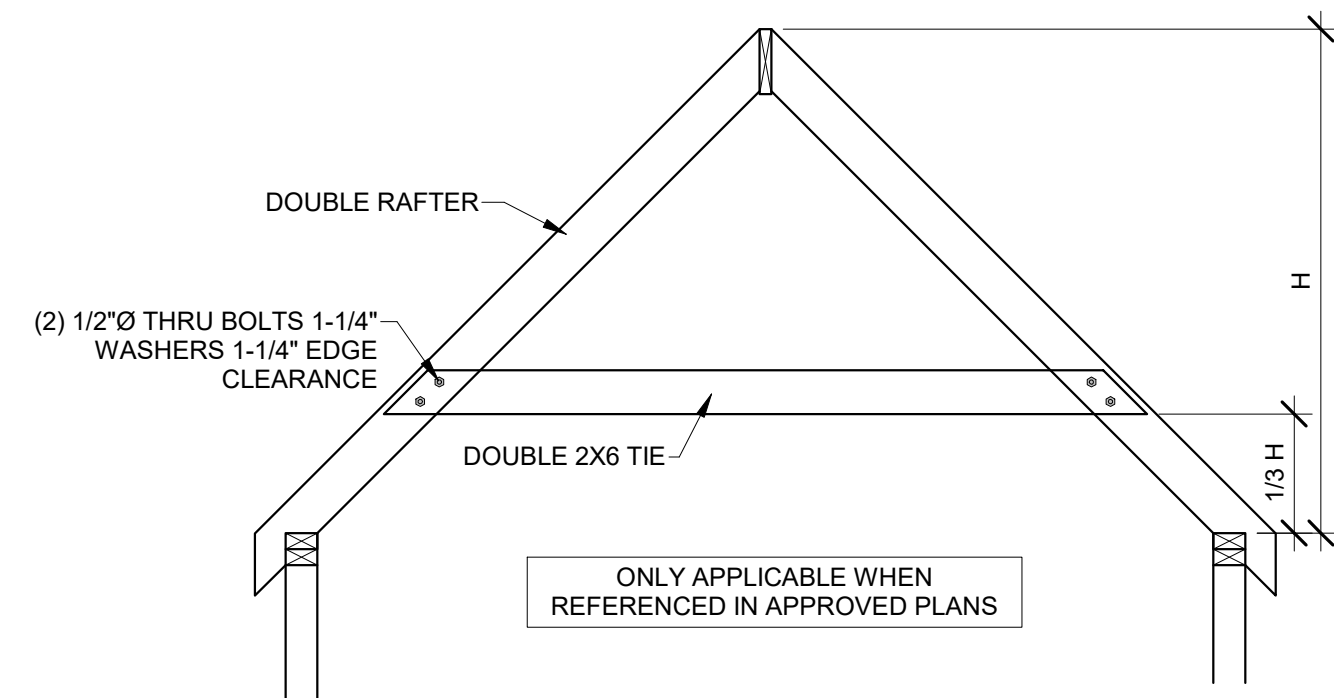 DOUBLE RAFTER
(2) 1/2"Ø THRU BOLTS 1-1/4"
WASHERS 1-1/4" EDGE
CLEARANCE
DOUBLE 2X6 TIE
H
1/3 H
ONLY APPLICABLE WHEN
REFERENCED IN APPROVED PLANS